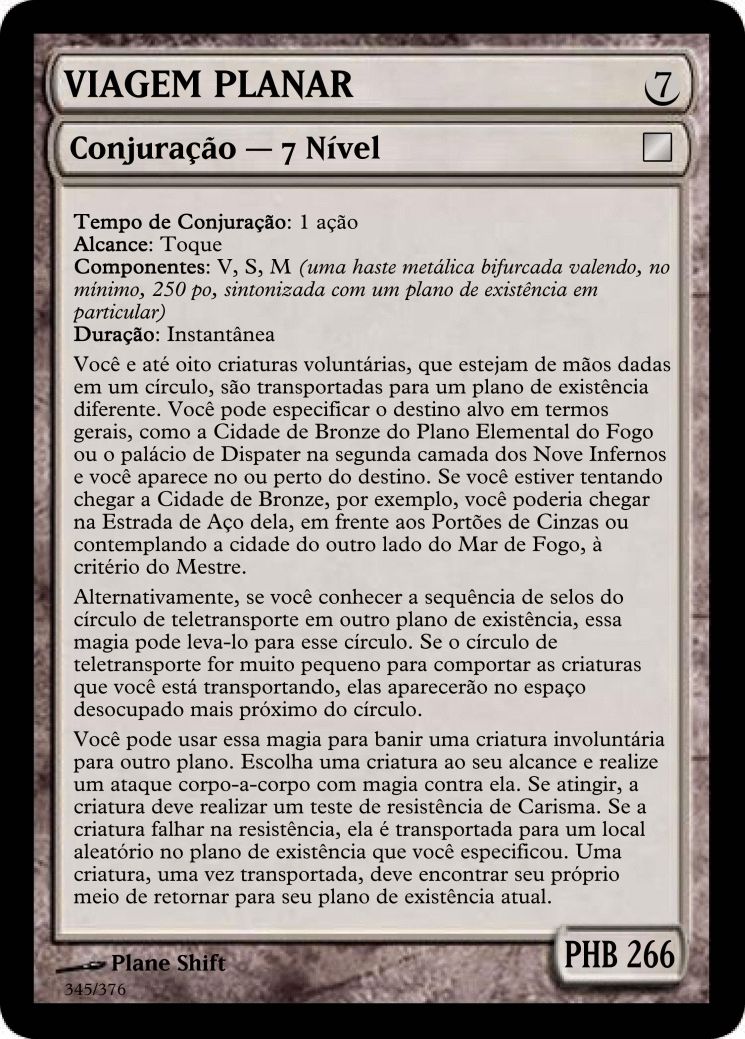 VIAGEM PLANAR
7
Conjuração — 7 Nível
Tempo de Conjuração: 1 ação
Alcance: Toque
Componentes: V, S, M (uma haste metálica bifurcada valendo, no
mínimo, 250 po, sintonizada com um plano de existência em
particular)
Duração: Instantânea
Você e até oito criaturas voluntárias, que estejam de mãos dadas
em um círculo, são transportadas para um plano de existência
diferente. Você pode especificar o destino alvo em termos
gerais, como a Cidade de Bronze do Plano Elemental do Fogo
ou o palácio de Dispater na segunda camada dos Nove Infernos
e você aparece no ou perto do destino. Se você estiver tentando
chegar a Cidade de Bronze, por exemplo, você poderia chegar
na Estrada de Aço dela, em frente aos Portões de Cinzas ou
contemplando a cidade do outro lado do Mar de Fogo, à
critério do Mestre.
Alternativamente, se você conhecer a sequência de selos do
círculo de teletransporte em outro plano de existência, essa
magia pode leva-lo para esse círculo. Se o círculo de
teletransporte for muito pequeno para comportar as criaturas
que você está transportando, elas aparecerão no espaço
desocupado mais próximo do círculo.
Você pode usar essa magia para banir uma criatura involuntária
para outro plano. Escolha uma criatura ao seu alcance e realize
um ataque corpo-a-corpo com magia contra ela. Se atingir, a
criatura deve realizar um teste de resistência de Carisma. Se a
criatura falhar na resistência, ela é transportada para um local
aleatório no plano de existência que você especificou. Uma
criatura, uma vez transportada, deve encontrar seu próprio
meio de retornar para seu plano de existência atual.
PHB 266
Plane Shift
345/376